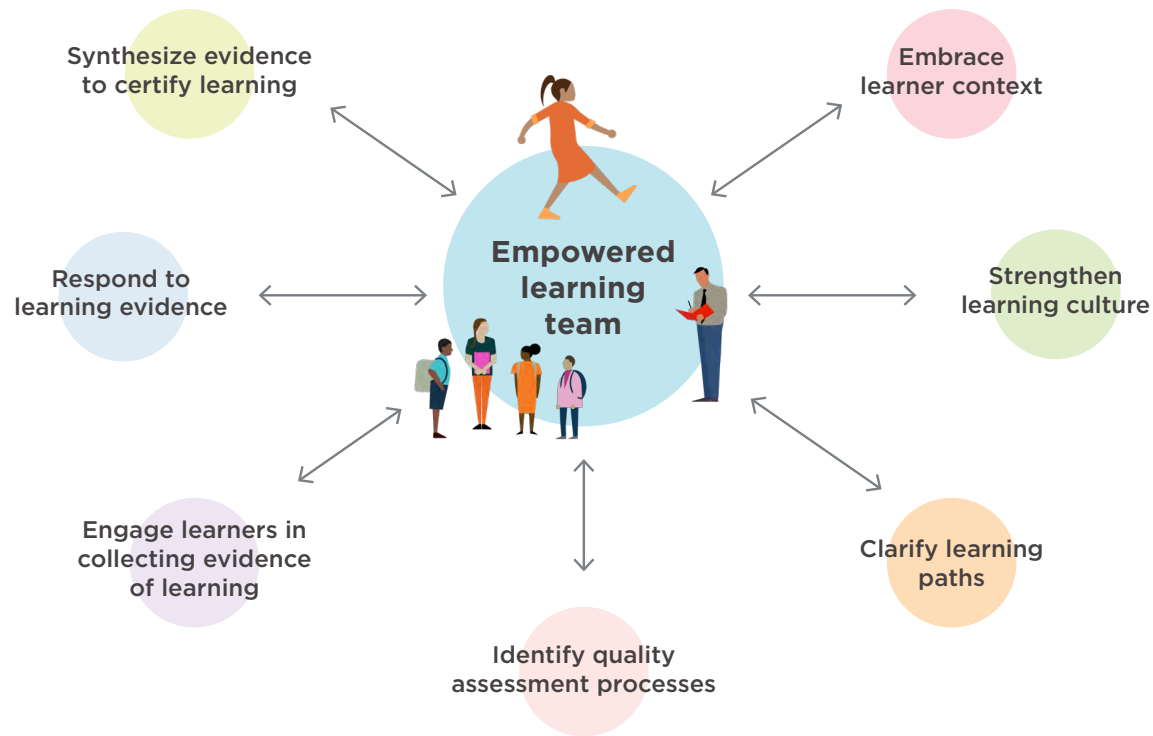 Synthesize evidence
to certify learning
Embrace
learner context
Empowered
learning
team
Respond to
learning evidence
Strengthen
learning culture
Engage learners in
collecting evidence
of learning
Clarify learning
paths
Identify quality
assessment processes